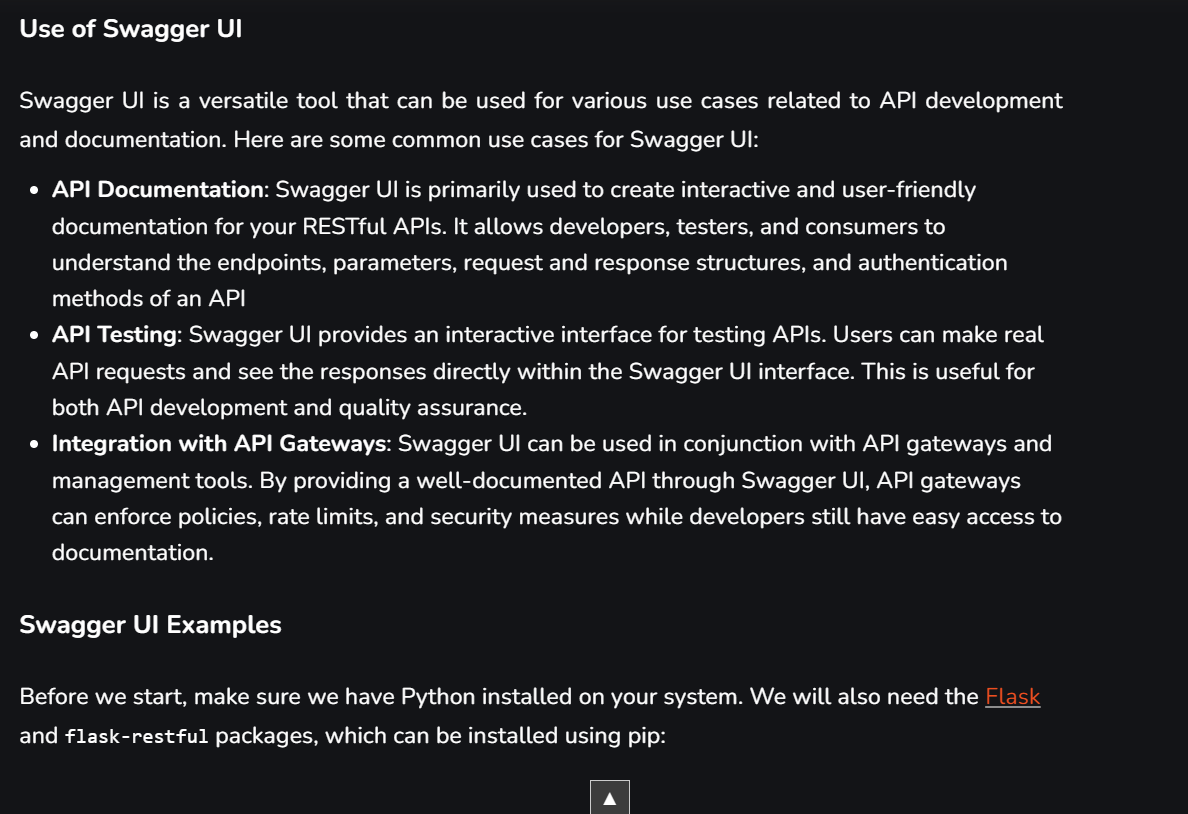 Use of Swagger UI
Swagger UI is a versatile tool that can be used for various use cases related to API development
and documentation. Here are some common use cases for Swagger UI:
• API Documentation: Swagger UI is primarily used to create interactive and user-friendly
documentation for your RESTful APIs. It allows developers, testers, and consumers to
understand the endpoints, parameters, request and response structures, and authentication
methods of an API
• API Testing: Swagger UI provides an interactive interface for testing APIs. Users can make real
API requests and see the responses directly within the Swagger UI interface. This is useful for
both API development and quality assurance.
• Integration with API Gateways: Swagger UI can be used in conjunction with API gateways and
management tools. By providing a well-documented API through Swagger UI, API gateways
can enforce policies, rate limits, and security measures while developers still have easy access to
documentation.
Swagger UI Examples
Before we start, make sure we have Python installed on your system. We will also need the Flask
and flask-restful packages, which can be installed using pip: